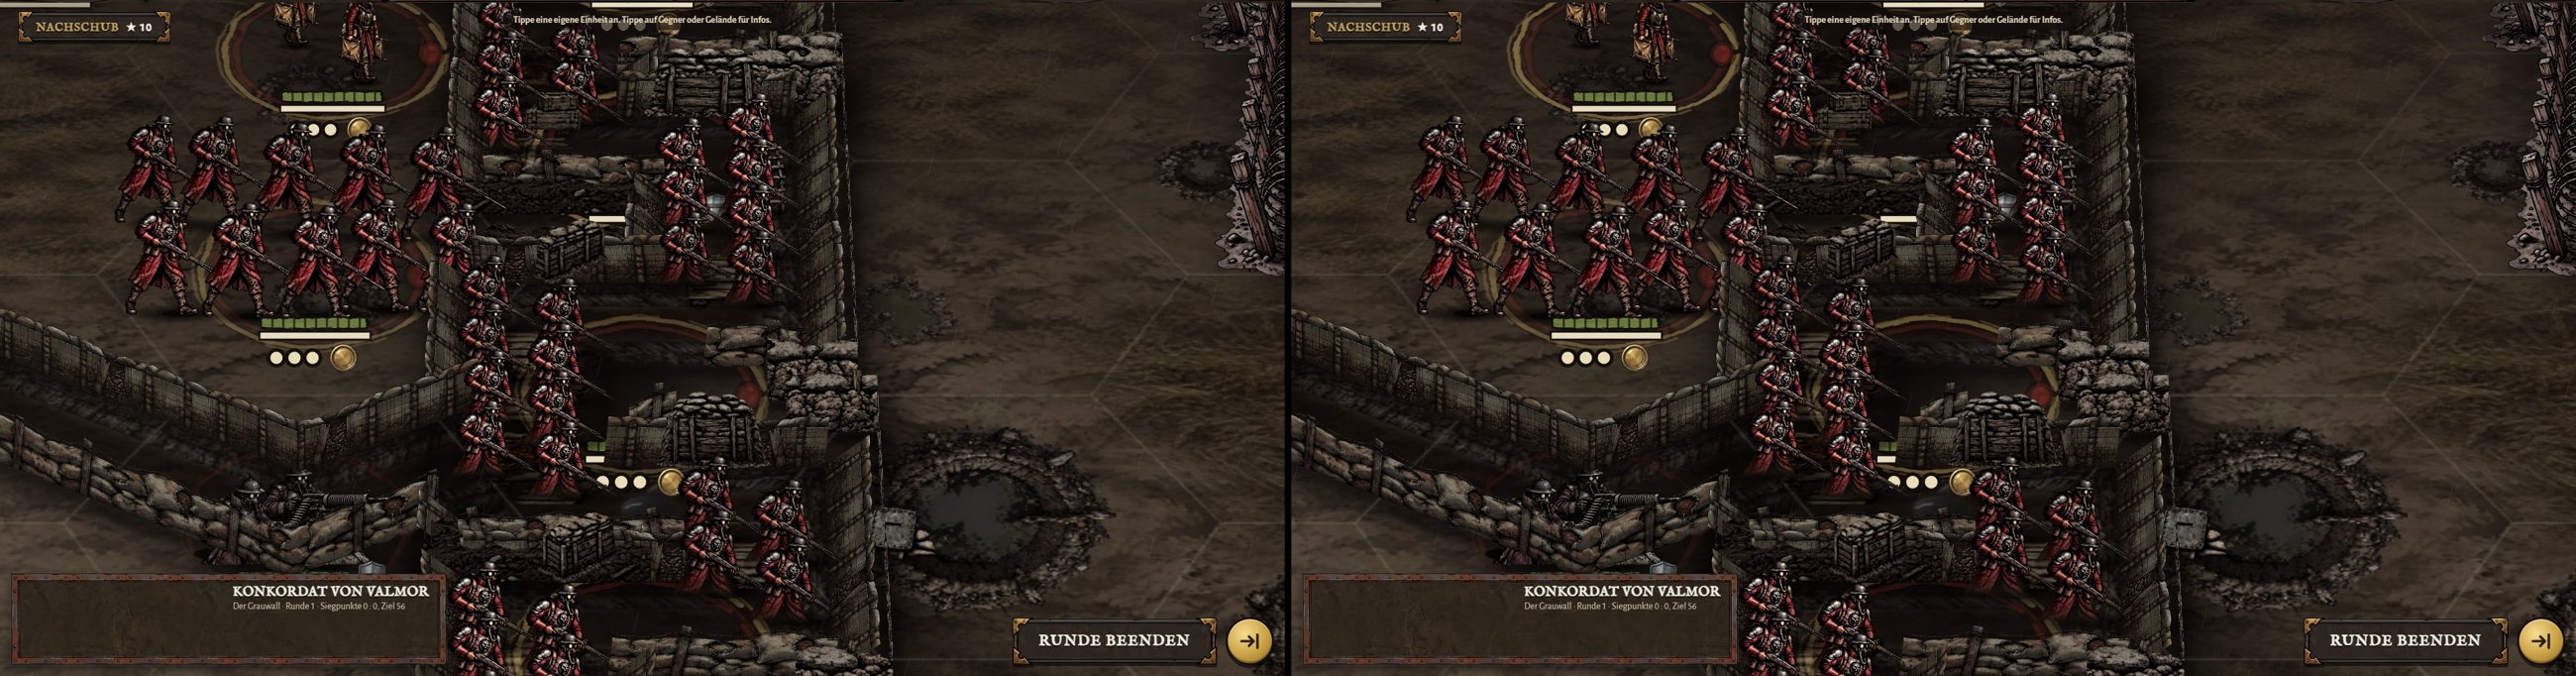 NACHSCHUB ★ 10
Tippe eine eigene Einheit an. Tippe auf Gegner oder Gelände für Infos.
KONKORDAT VON VALMOR
Der Grauwall · Runde 1 · Siegpunkte 0 : 0, Ziel 56
RUNDE BEENDEN
NACHSCHUB ★ 10
Tippe eine eigene Einheit an. Tippe auf Gegner oder Gelände für Infos.
KONKORDAT VON VALMOR
Der Grauwall · Runde 1 · Siegpunkte 0 : 0, Ziel 56
RUNDE BEENDEN